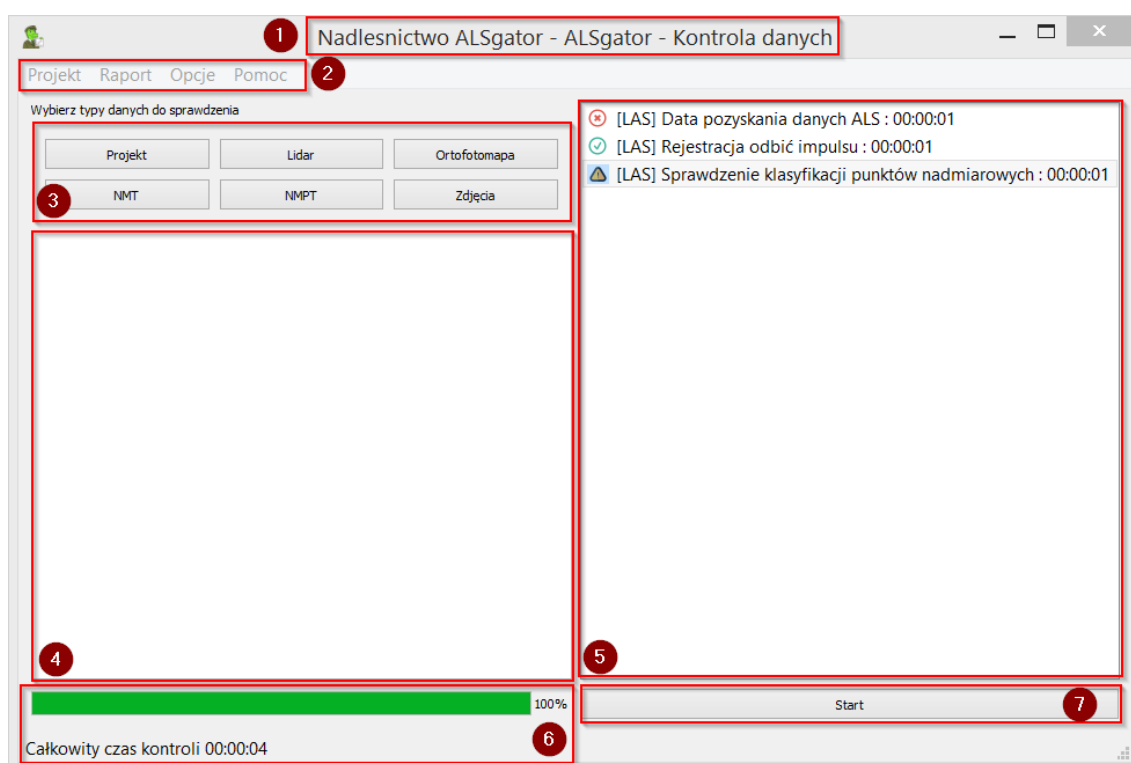 1 Nadlesnictwo ALSgator - ALSgator - Kontrola danych
Projekt Raport Opcje Pomoc 2
Wybierz typy danych do sprawdzenia
Projekt Lidar Ortofotomapa
3 NMT NMPT Zdjęcia
4
[LAS] Data pozyskania danych ALS : 00:00:01
[LAS] Rejestracja odbić impulsu : 00:00:01
[LAS] Sprawdzenie klasyfikacji punktów nadmiarowych : 00:00:01
5
100%
Całkowity czas kontroli 00:00:04 6
Start 7